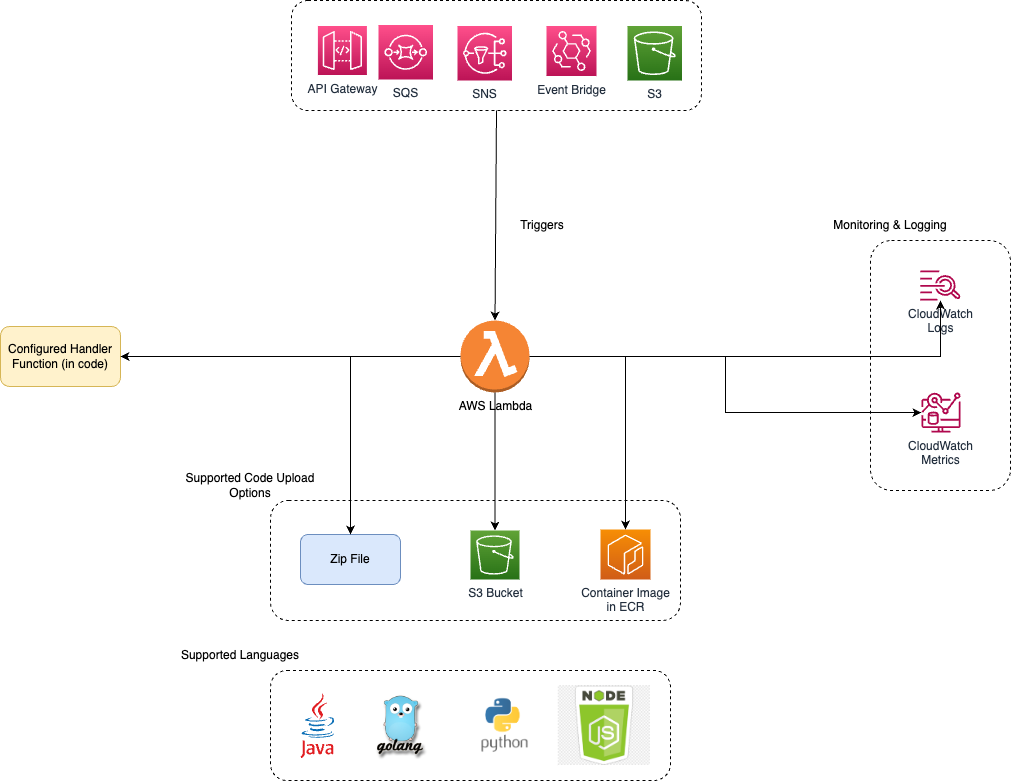 API Gateway
SQS
SNS
Event Bridge
S3
Triggers
Monitoring & Logging
CloudWatch
Logs
Configured Handler
Function (in code)
AWS Lambda
CloudWatch
Metrics
Supported Code Upload
Options
Zip File
S3 Bucket
Container Image
in ECR
Supported Languages
Java
golang
python
NODE
JS